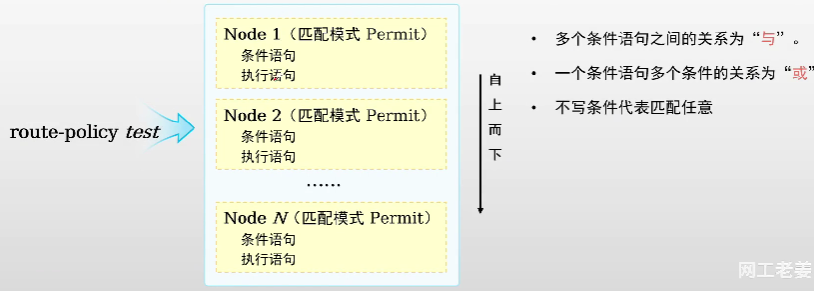 route-policy test
Node 1（匹配模式 Permit）
条件语句
执行语句
Node 2（匹配模式 Permit）
条件语句
执行语句
……
Node N（匹配模式 Permit）
条件语句
执行语句
自
上
而
下
• 多个条件语句之间的关系为“与”。
• 一个条件语句多个条件的关系为“或”
• 不写条件代表匹配任意
网工老姜